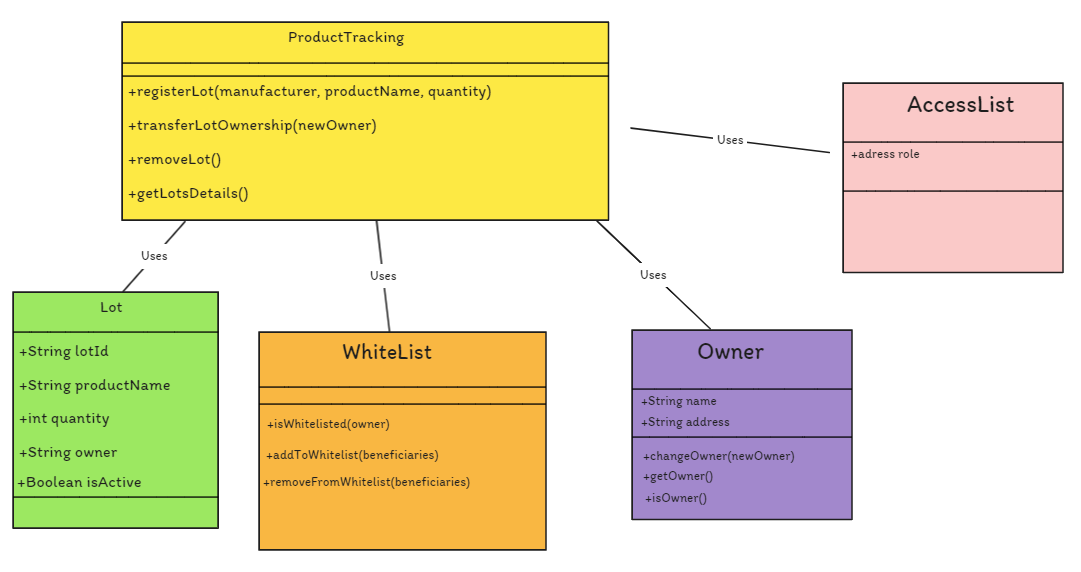 ProductTracking
+registerLot(manufacturer, productName, quantity)
+transferLotOwnership(newOwner)
+removeLot()
+getLotsDetails()
AccessList
+adress role
Uses
Uses
Uses
Uses
Lot
+String lotId
+String productName
+int quantity
+String owner
+Boolean isActive
WhiteList
+isWhitelisted(owner)
+addToWhitelist(beneficiaries)
+removeFromWhitelist(beneficiaries)
Owner
+String name
+String address
+changeOwner(newOwner)
+getOwner()
+isOwner()